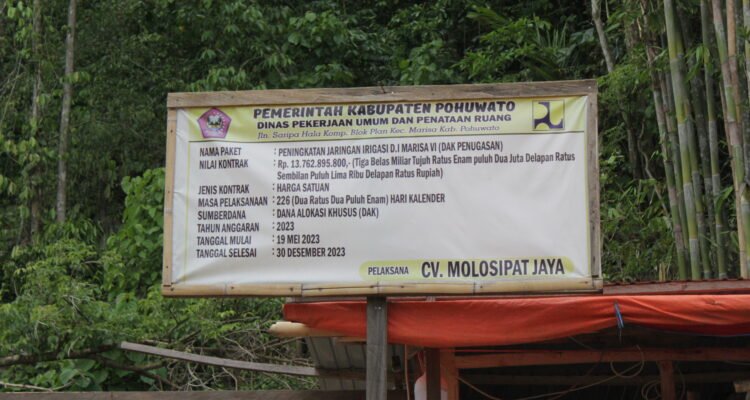 PEMERINTAH KABUPATEN POHUWATO
DINAS PEKERJAAN UMUM DAN PENATAAN RUANG
Jln. Saripa Hala Komp. Blok Plan Kec. Marisa Kab. Pohuwato
NAMA PAKET : PENINGKATAN JARINGAN IRIGASI D.I MARISA VI (DAK PENUGASAN)
NILAI KONTRAK : Rp. 13.762.895.800,- (Tiga Belas Miliar Tujuh Ratus Enam puluh Dua Juta Delapan Ratus
Sembilan Puluh Lima Ribu Delapan Ratus Rupiah)
JENIS KONTRAK : HARGA SATUAN
MASA PELAKSANAAN : 226 (Dua Ratus Dua Puluh Enam) HARI KALENDER
SUMBERDANA : DANA ALOKASI KHUSUS (DAK)
TAHUN ANGGARAN : 2023
TANGGAL MULAI : 19 MEI 2023
TANGGAL SELESAI : 30 DESEMBER 2023
PELAKSANA CV. MOLOSIPAT JAYA